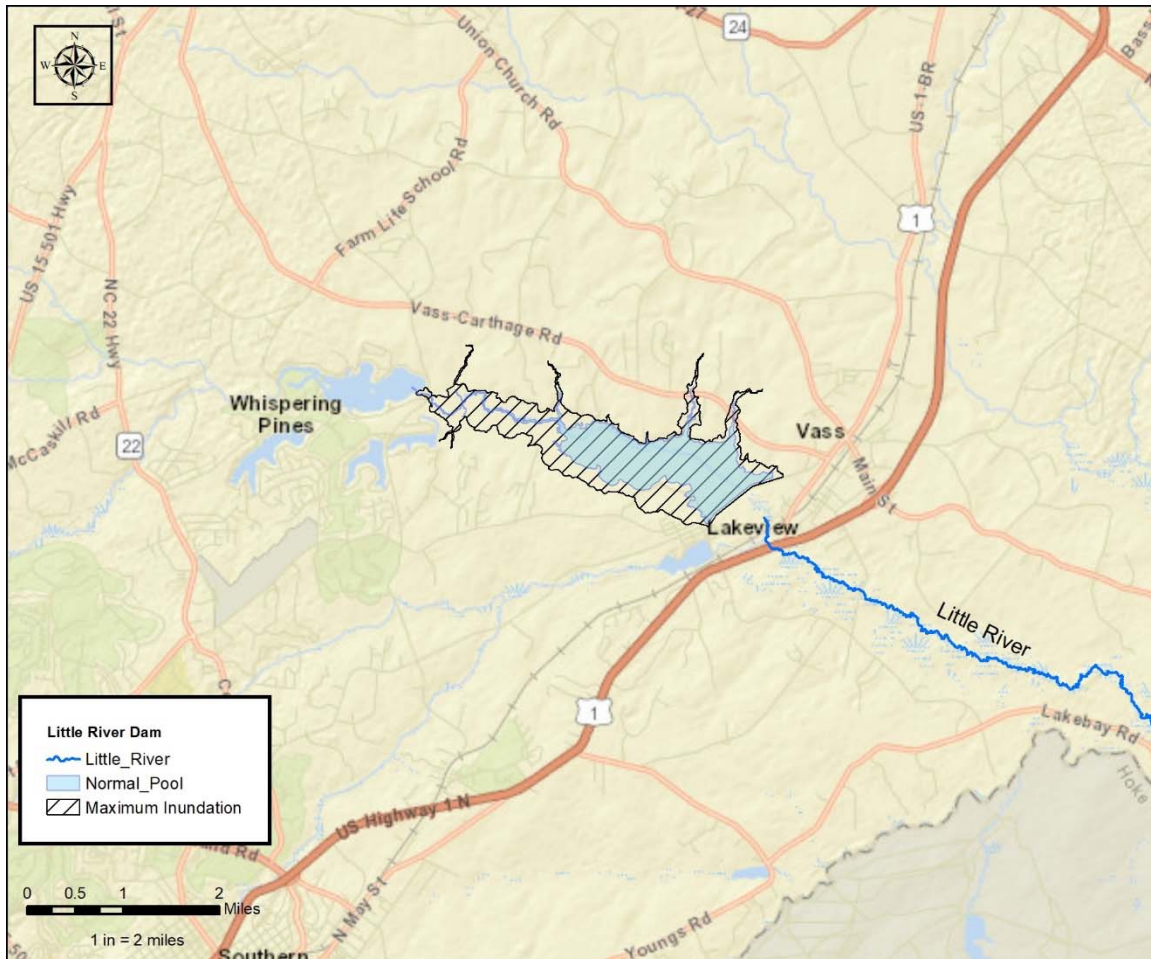 N
W E
S
24
27
Union Church Rd
US-1-BR
Farm Life School Rd
US 15 501 Hwy
NC 22 Hwy
1
Vass-Carthage Rd
Whispering
Pines
McCaskill Rd
22
Vass
Main St
Lakeview
Little River
1
Lakebay Rd
Hoke
US Highway 1 N
N May St
Youngs Rd
Southern
Little River Dam
Little_River
Normal_Pool
Maximum Inundation
0 0.5 1 2
Miles
1 in = 2 miles